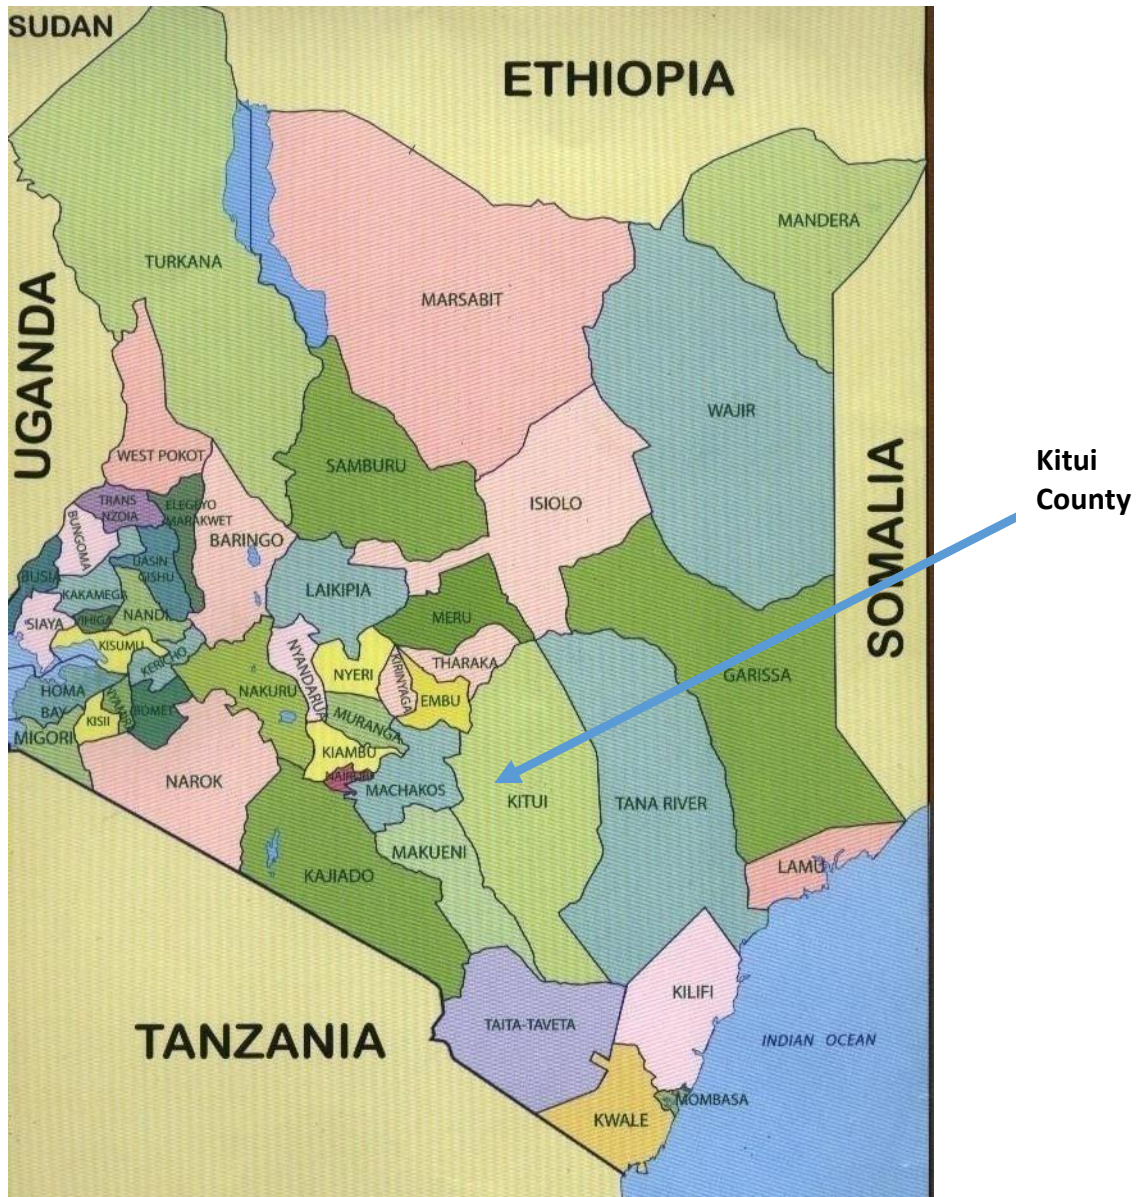 SUDAN
ETHIOPIA
MANDERA
TURKANA
MARSABIT
UGANDA
WAJIR
WEST POKOT
SAMBURU
SOMALIA
Kitui
County
TRANS
NZOIA
ELEGEYO
MARAKWET
ISIOLO
BUNGOMA
BARINGO
UASIN
GISHU
BUSIA
KAKAMEGA
LAIKIPIA
SIAYA
VIHIGA
NANDI
MERU
KISUMU
KERICHO
NYANDARUA
NYERI
KIRINYAGA
THARAKA
GARISSA
HOMA
BAY
NYAMIRA
BOMET
NAKURU
EMBU
KISII
MURANGA
MIGORI
KIAMBU
NAROK
NAIROBI
MACHAKOS
KITUI
TANA RIVER
MAKUENI
KAJIADO
LAMU
KILIFI
TAITA-TAVETA
TANZANIA
INDIAN OCEAN
MOMBASA
KWALE